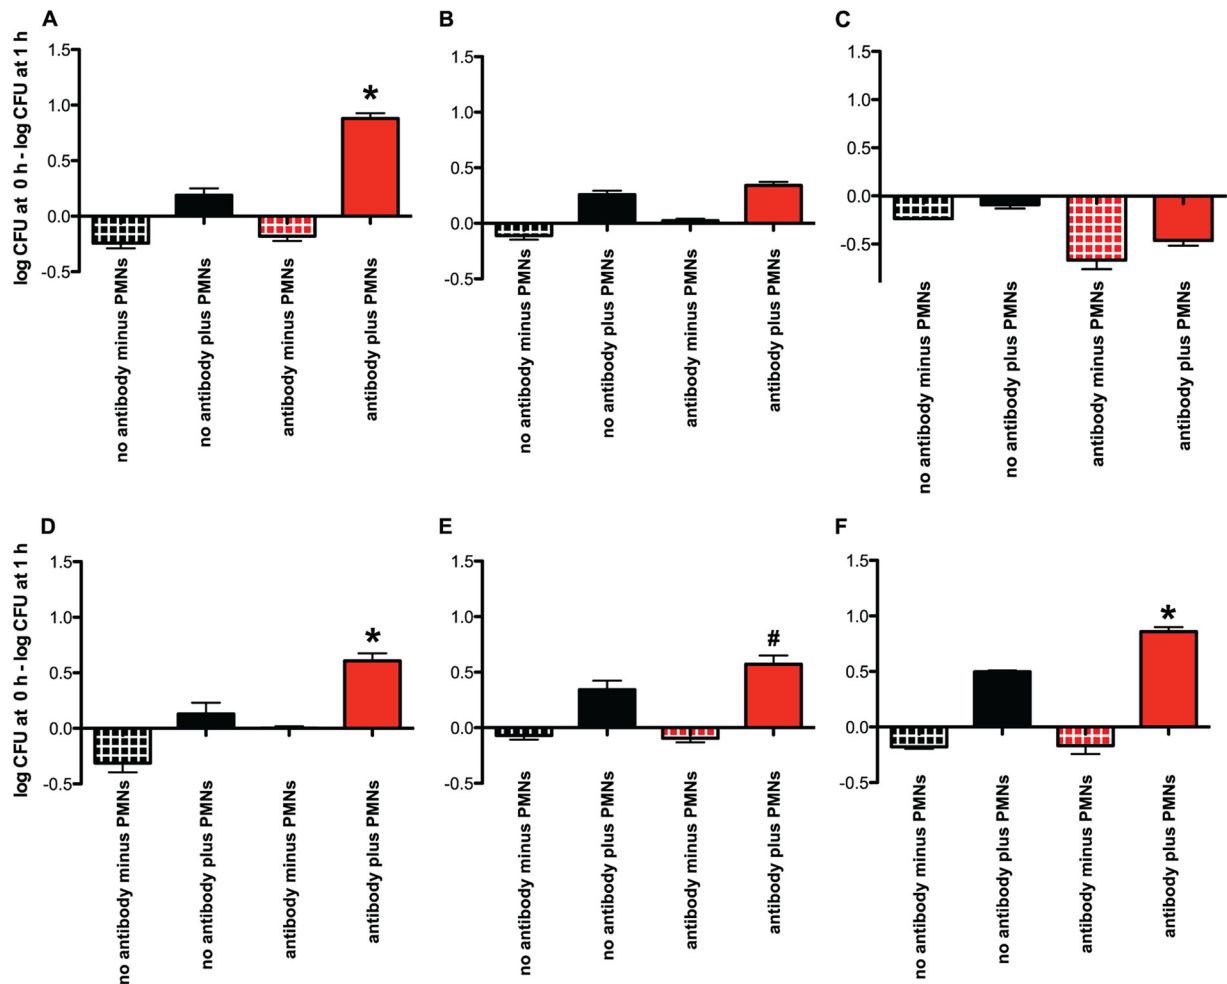 A
log CFU at 0 h - log CFU at 1 h
1.5
1.0
0.5
0.0
-0.5
*
no antibody minus PMNs
no antibody plus PMNs
antibody minus PMNs
antibody plus PMNs
B
1.5
1.0
0.5
0.0
-0.5
no antibody minus PMNs
no antibody plus PMNs
antibody minus PMNs
antibody plus PMNs
C
1.5
1.0
0.5
0.0
-0.5
no antibody minus PMNs
no antibody plus PMNs
antibody minus PMNs
antibody plus PMNs
D
log CFU at 0 h - log CFU at 1 h
1.5
1.0
0.5
0.0
-0.5
*
no antibody minus PMNs
no antibody plus PMNs
antibody minus PMNs
antibody plus PMNs
E
1.5
1.0
0.5
0.0
-0.5
#
no antibody minus PMNs
no antibody plus PMNs
antibody minus PMNs
antibody plus PMNs
F
1.5
1.0
0.5
0.0
-0.5
*
no antibody minus PMNs
no antibody plus PMNs
antibody minus PMNs
antibody plus PMNs